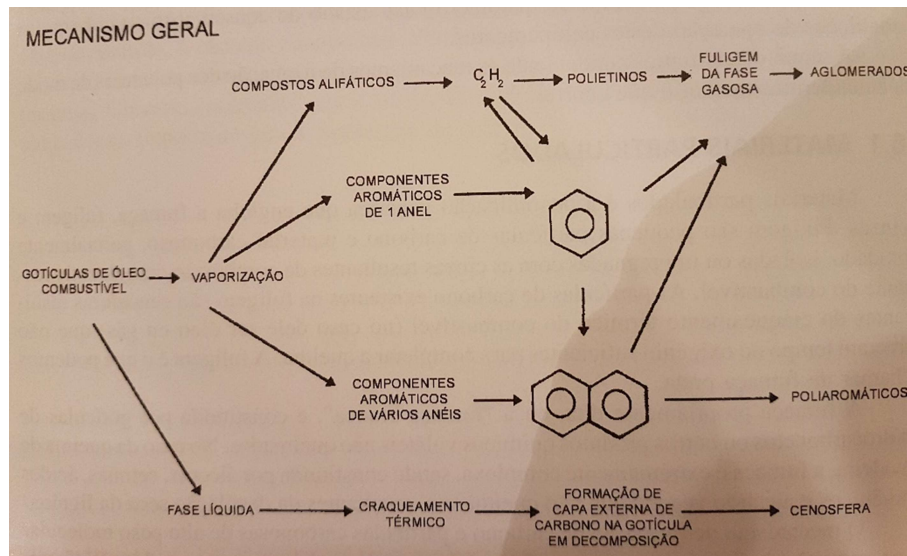 MECANISMO GERAL
COMPOSTOS ALIFÁTICOS
C2H2
POLIETINOS
FULIGEM
DA FASE
GASOSA
AGLOMERADOS
COMPONENTES
AROMÁTICOS
DE 1 ANEL
GOTÍCULAS DE ÓLEO
COMBUSTÍVEL
VAPORIZAÇÃO
COMPONENTES
AROMÁTICOS
DE VÁRIOS ANÉIS
POLIAROMÁTICOS
FASE LÍQUIDA
CRAQUEAMENTO
TÉRMICO
FORMAÇÃO DE
CAPA EXTERNA DE
CARBONO NA GOTÍCULA
EM DECOMPOSIÇÃO
CENOSFERA